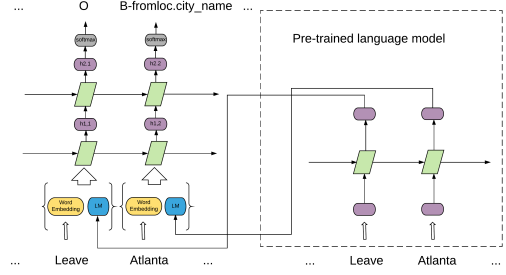 ... O B-fromloc.city_name ...
Pre-trained language model
softmax softmax
h2,1 h2,2
h1,1 h1,2
Word Embedding LM Word Embedding LM
... Leave Atlanta ... ... Leave Atlanta ...